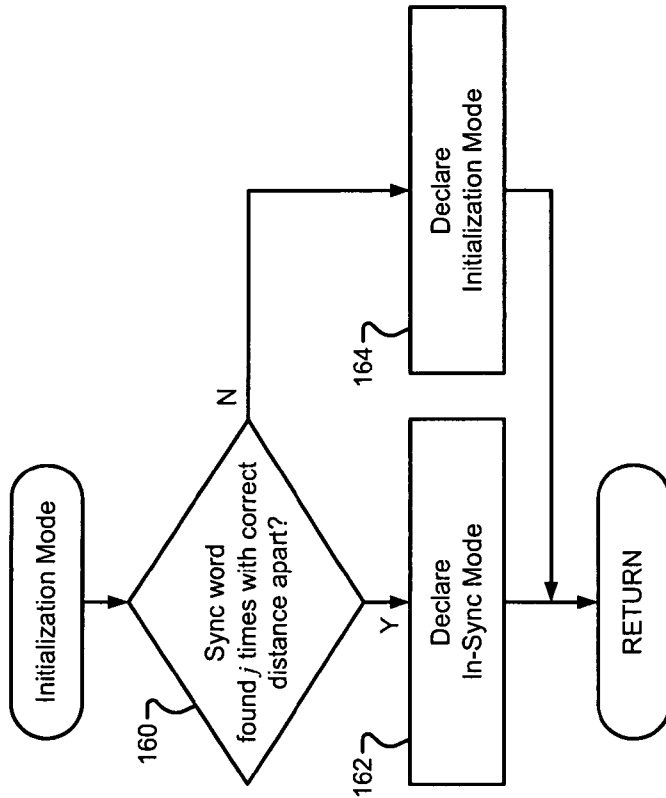 Initialization Mode
160
Sync word
found j times with correct
distance apart?
N
Y
162
Declare
In-Sync Mode
164
Declare
Initialization Mode
RETURN